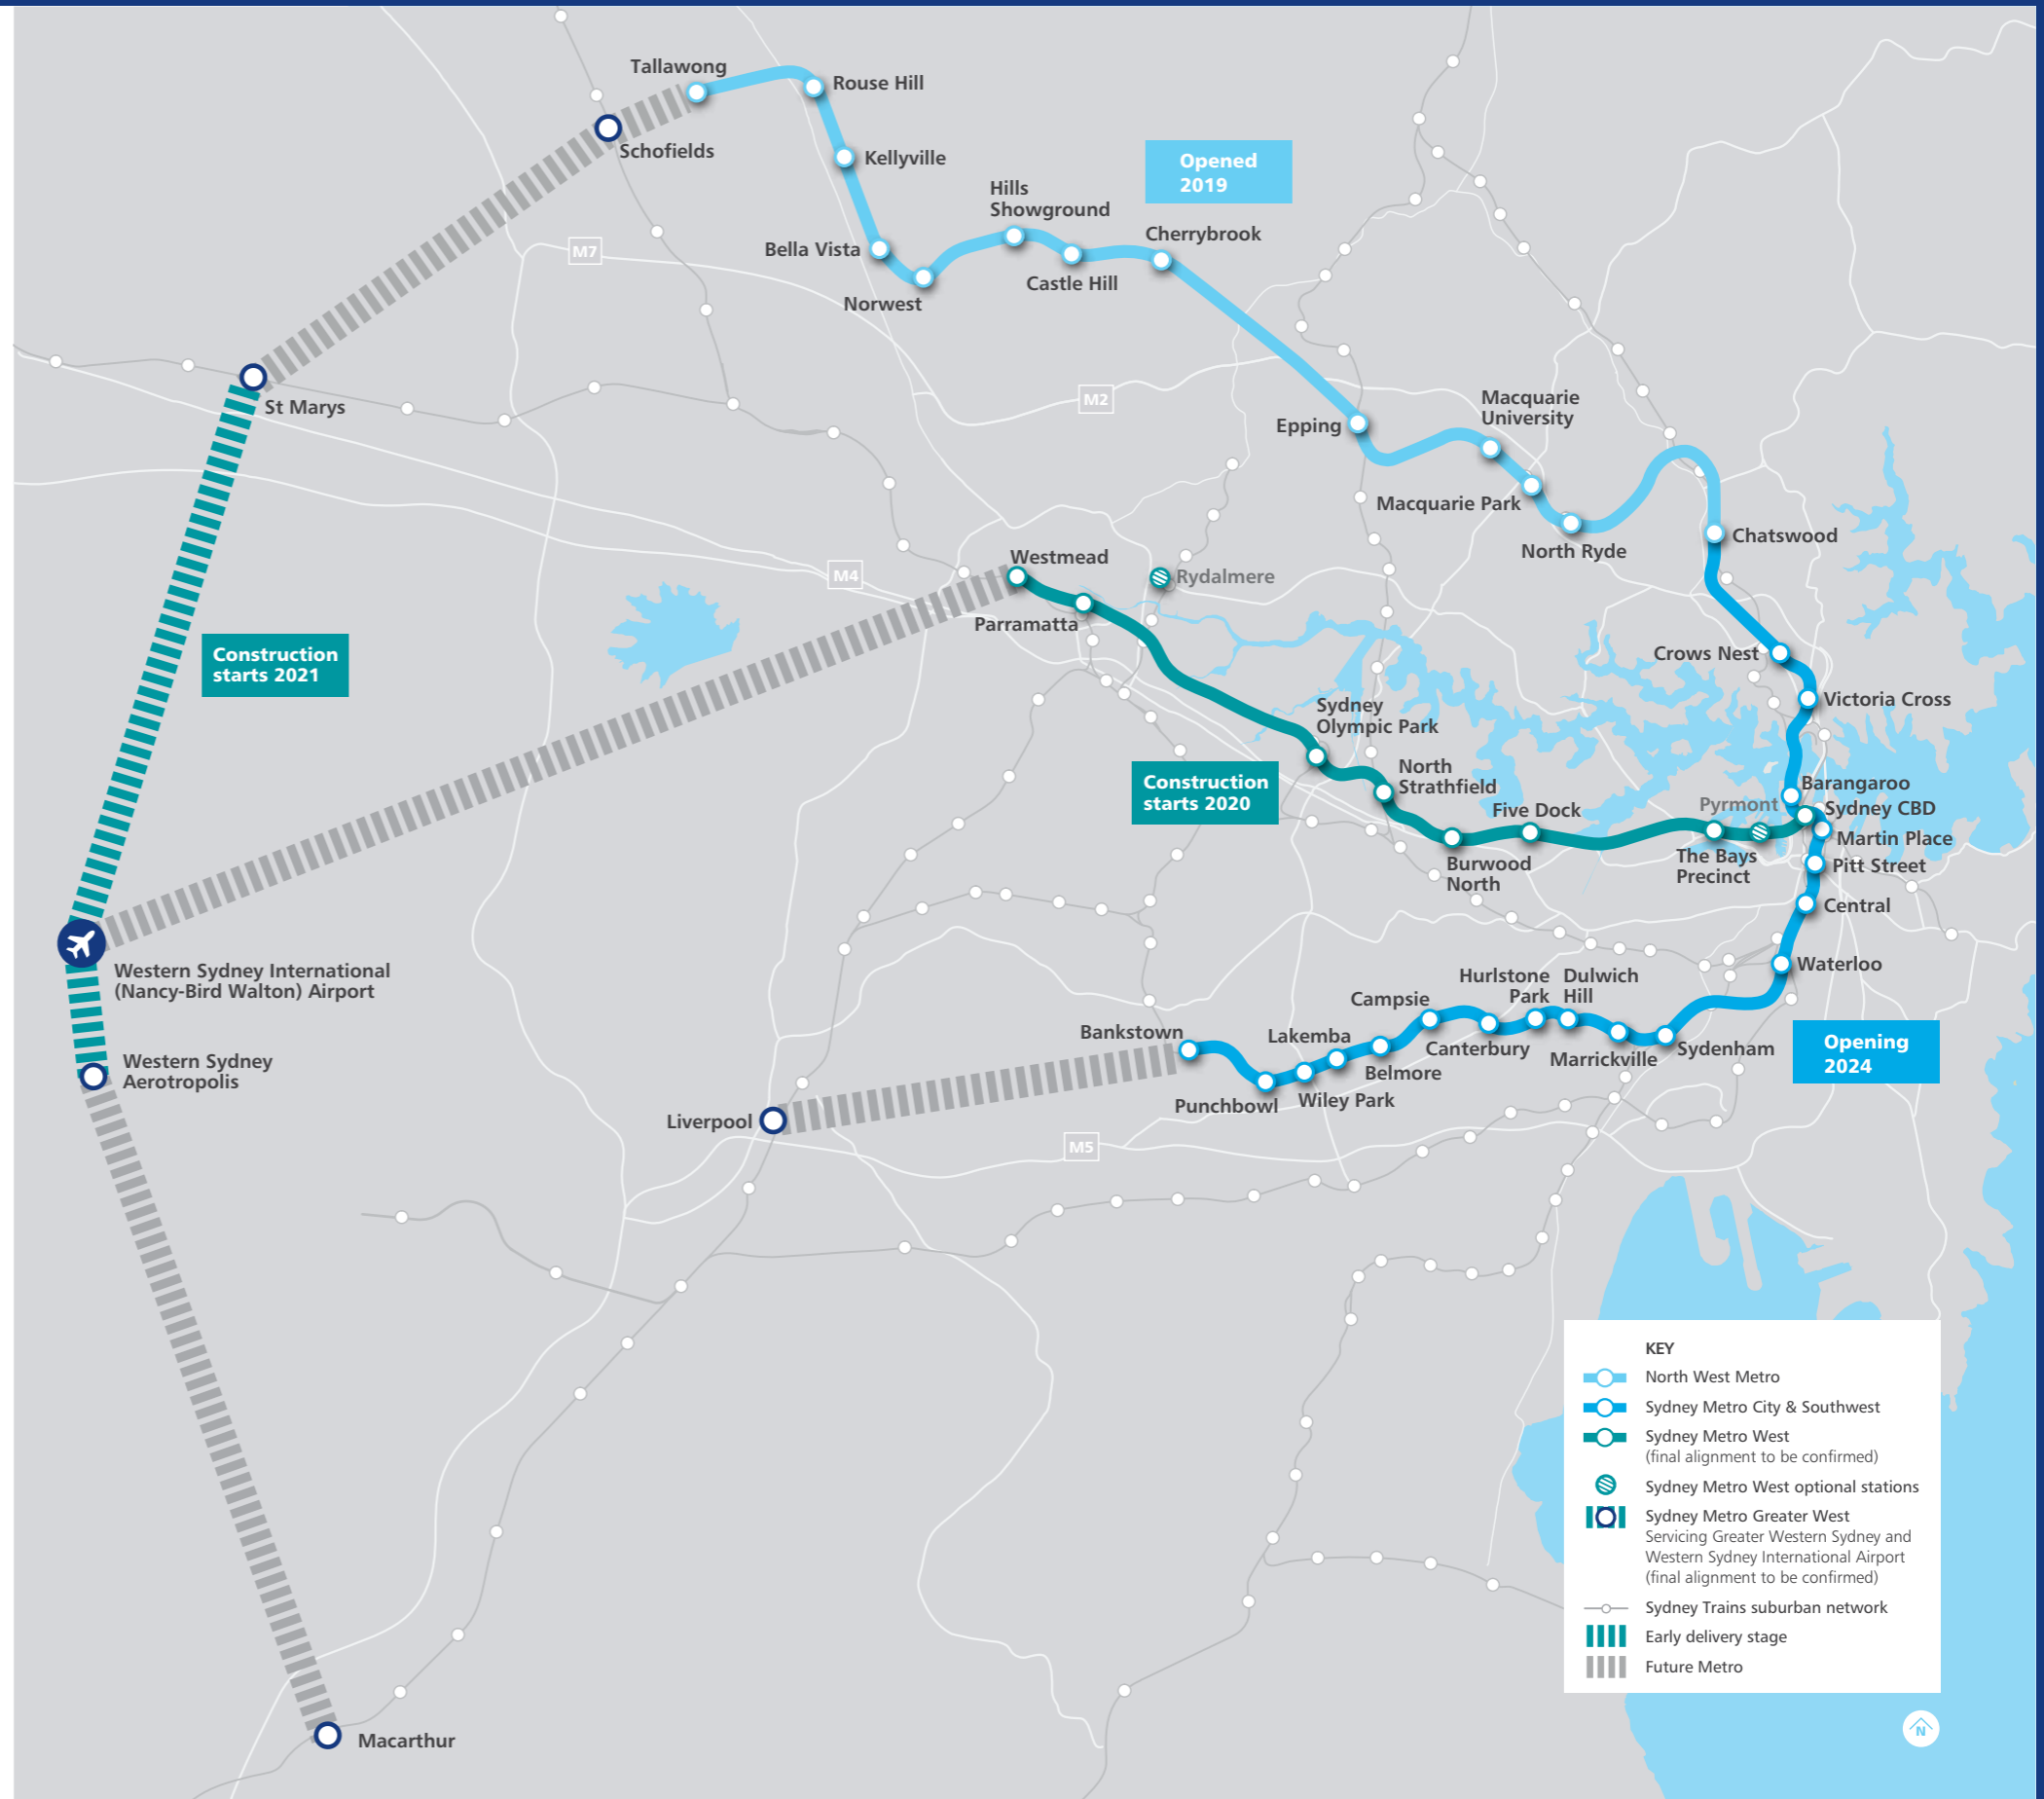 Tallawong
Rouse Hill
Schofields
Kellyville
Opened
2019
Hills
Showground
Cherrybrook
Bella Vista
M7
Castle Hill
Norwest
St Marys
M2
Macquarie
University
Epping
Macquarie Park
North Ryde
Chatswood
Westmead
M4
Rydalmere
Parramatta
Construction
starts 2021
Crows Nest
Victoria Cross
Sydney
Olympic Park
North
Strathfield
Construction
starts 2020
Barangaroo
Pyrmont
Sydney CBD
Five Dock
Martin Place
The Bays
Precinct
Pitt Street
Burwood
North
Central
Western Sydney International
(Nancy-Bird Walton) Airport
Waterloo
Hurlstone
Park
Dulwich
Hill
Campsie
Bankstown
Lakemba
Canterbury
Marrickville
Sydenham
Opening
2024
Western Sydney
Aerotropolis
Belmore
Wiley Park
Punchbowl
Liverpool
M5
KEY
North West Metro
Sydney Metro City & Southwest
Sydney Metro West
(final alignment to be confirmed)
Sydney Metro West optional stations
Sydney Metro Greater West
Servicing Greater Western Sydney and
Western Sydney International Airport
(final alignment to be confirmed)
Sydney Trains suburban network
Early delivery stage
Future Metro
N
Macarthur